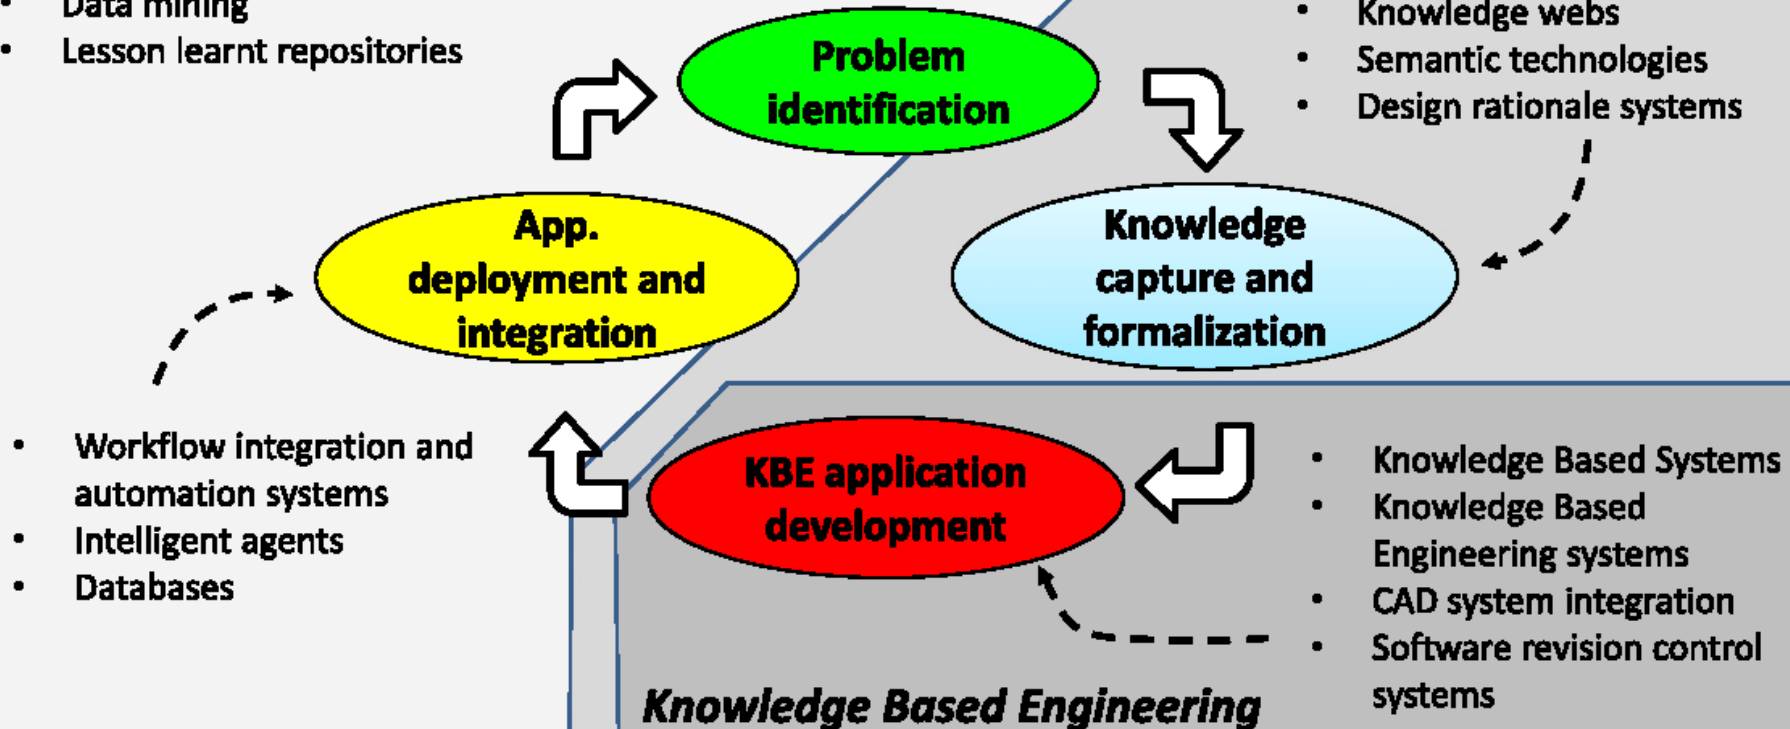 Data mining
• Lesson learnt repositories
Problem
identification
• Knowledge webs
• Semantic technologies
• Design rationale systems
App.
deployment and
integration
Knowledge
capture and
formalization
• Workflow integration and
automation systems
• Intelligent agents
• Databases
KBE application
development
• Knowledge Based Systems
• Knowledge Based
Engineering systems
• CAD system integration
• Software revision control
systems
Knowledge Based Engineering